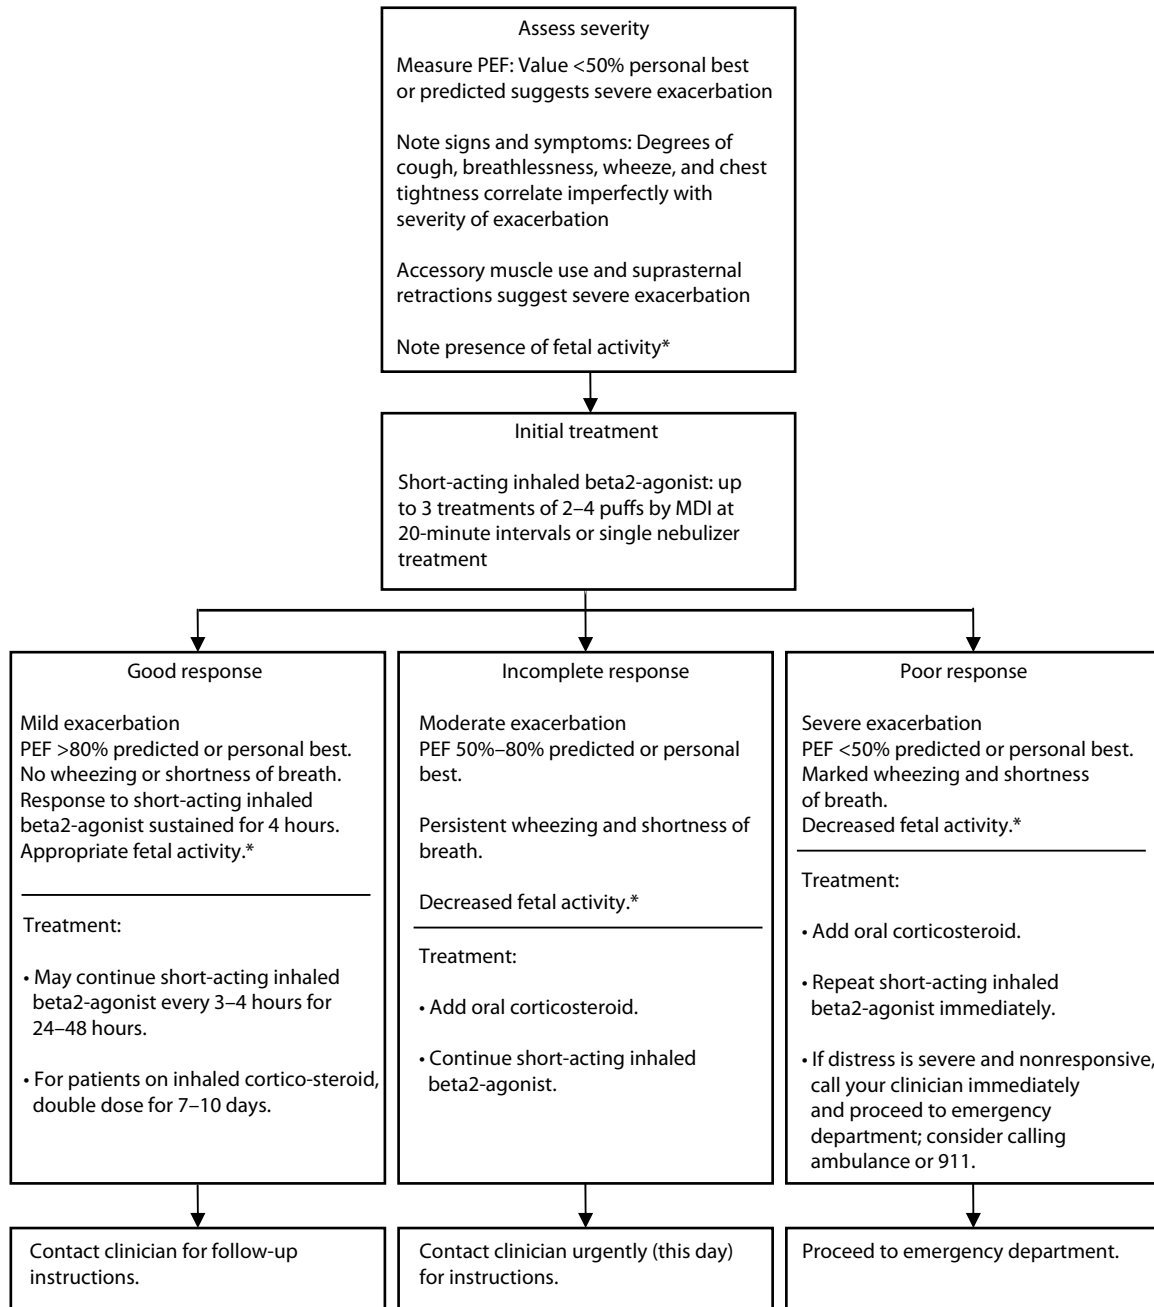 Assess severity
Measure PEF: Value <50% personal best
or predicted suggests severe exacerbation
Note signs and symptoms: Degrees of
cough, breathlessness, wheeze, and chest
tightness correlate imperfectly with
severity of exacerbation
Accessory muscle use and suprasternal
retractions suggest severe exacerbation
Note presence of fetal activity*
Initial treatment
Short-acting inhaled beta2-agonist: up
to 3 treatments of 2–4 puffs by MDI at
20-minute intervals or single nebulizer
treatment
Good response
Mild exacerbation
PEF >80% predicted or personal best.
No wheezing or shortness of breath.
Response to short-acting inhaled
beta2-agonist sustained for 4 hours.
Appropriate fetal activity.*
Treatment:
• May continue short-acting inhaled
beta2-agonist every 3–4 hours for
24–48 hours.
• For patients on inhaled cortico-steroid,
double dose for 7–10 days.
Contact clinician for follow-up
instructions.
Incomplete response
Moderate exacerbation
PEF 50%–80% predicted or personal
best.
Persistent wheezing and shortness of
breath.
Decreased fetal activity.*
Treatment:
• Add oral corticosteroid.
• Continue short-acting inhaled
beta2-agonist.
Contact clinician urgently (this day)
for instructions.
Poor response
Severe exacerbation
PEF <50% predicted or personal best.
Marked wheezing and shortness
of breath.
Decreased fetal activity.*
Treatment:
• Add oral corticosteroid.
• Repeat short-acting inhaled
beta2-agonist immediately.
• If distress is severe and nonresponsive,
call your clinician immediately
and proceed to emergency
department; consider calling
ambulance or 911.
Proceed to emergency department.